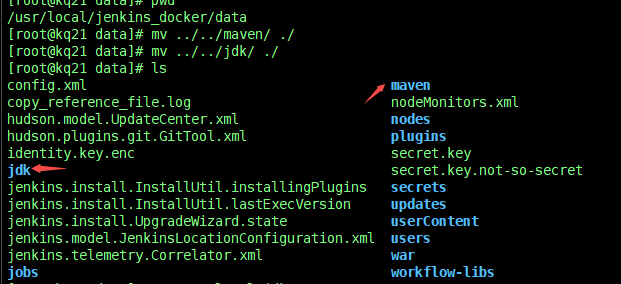 [root@kq21 data]# pwd
/usr/local/jenkins_docker/data
[root@kq21 data]# mv ../../maven/ ./
[root@kq21 data]# mv ../../jdk/ ./
[root@kq21 data]# ls
config.xml maven
copy_reference_file.log nodeMonitors.xml
hudson.model.UpdateCenter.xml nodes
hudson.plugins.git.GitTool.xml plugins
identity.key.enc secret.key
jdk secret.key.not-so-secret
jenkins.install.InstallUtil.installingPlugins secrets
jenkins.install.InstallUtil.lastExecVersion updates
jenkins.install.UpgradeWizard.state userContent
jenkins.model.JenkinsLocationConfiguration.xml users
jenkins.telemetry.Correlator.xml war
jobs workflow-libs